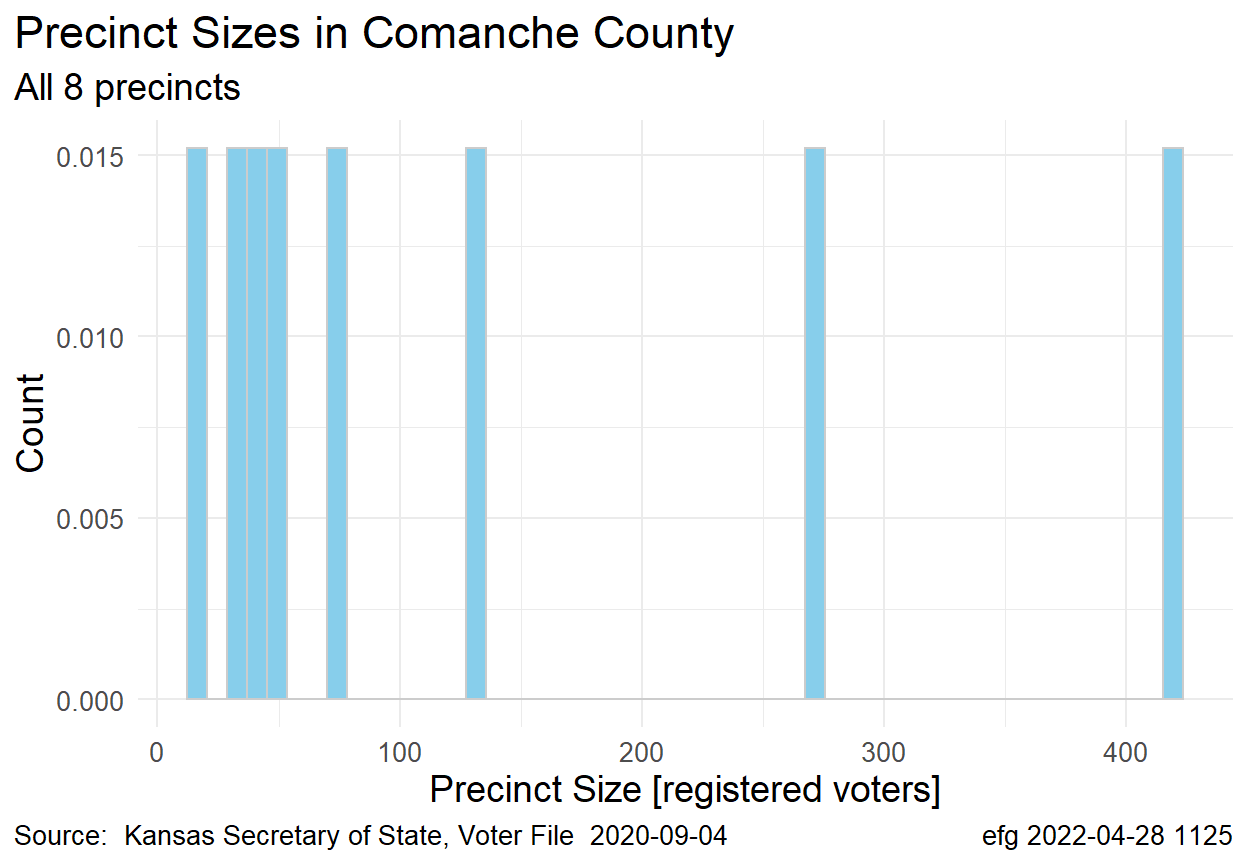 Precinct Sizes in Comanche County
All 8 precincts
0.015
0.010
0.005
0.000
Count
0 100 200 300 400
Precinct Size [registered voters]
Source:  Kansas Secretary of State, Voter File  2020-09-04
efg 2022-04-28 1125